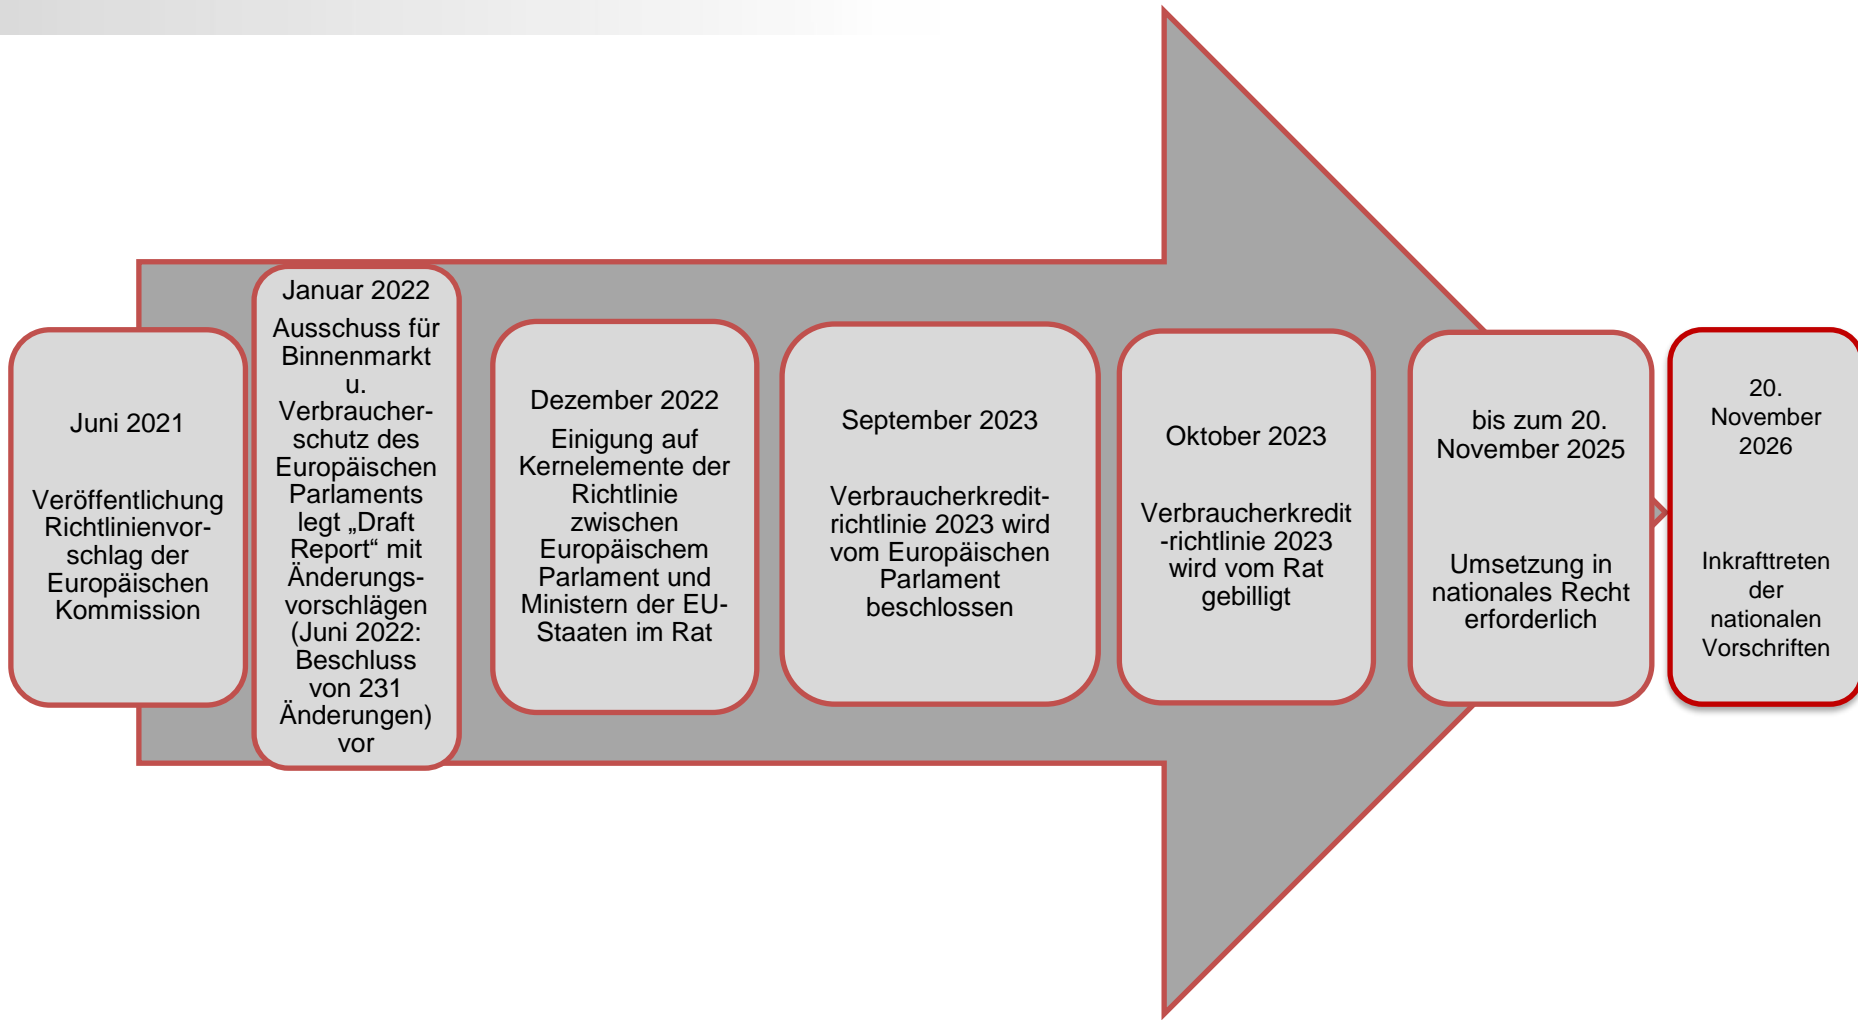 Juni 2021
Veröffentlichung
Richtlinienvor-
schlag der
Europäischen
Kommission
Januar 2022
Ausschuss für
Binnenmarkt
u.
Verbraucher-
schutz des
Europäischen
Parlaments
legt „Draft
Report“ mit
Änderungs-
vorschlägen
(Juni 2022:
Beschluss
von 231
Änderungen)
vor
Dezember 2022
Einigung auf
Kernelemente der
Richtlinie
zwischen
Europäischem
Parlament und
Ministern der EU-
Staaten im Rat
September 2023
Verbraucherkredit-
richtlinie 2023 wird
vom Europäischen
Parlament
beschlossen
Oktober 2023
Verbraucherkredit
-richtlinie 2023
wird vom Rat
gebilligt
bis zum 20.
November 2025
Umsetzung in
nationales Recht
erforderlich
20.
November
2026
Inkrafttreten
der
nationalen
Vorschriften